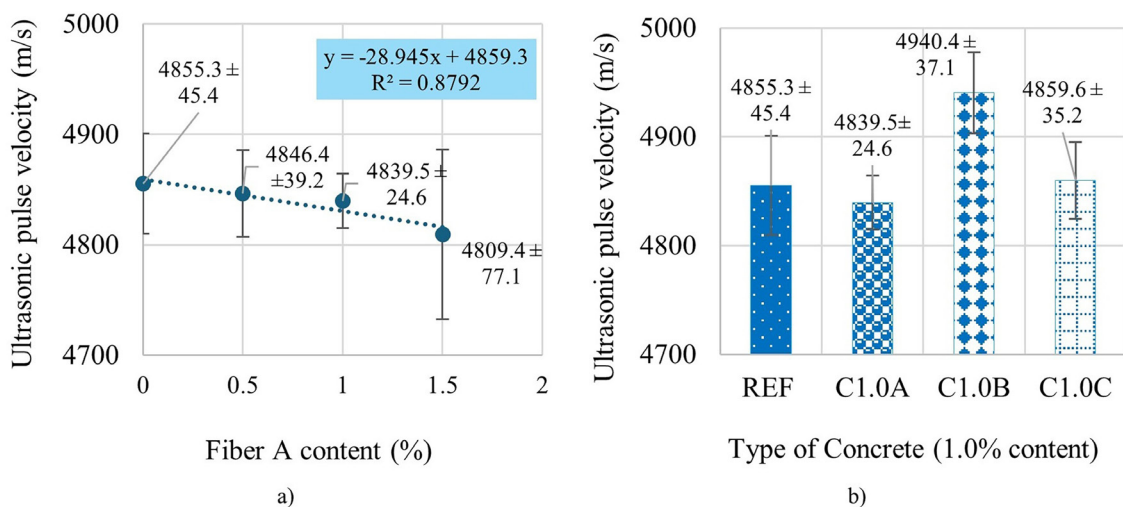 Ultrasonic pulse velocity (m/s)
5000
4900
4800
4700
y = -28.945x + 4859.3
R² = 0.8792
4855.3 ±
45.4
4846.4
±39.2
4839.5 ±
24.6
4809.4 ±
77.1
0
0.5
1
1.5
2
Fiber A content (%)
a)
Ultrasonic pulse velocity (m/s)
5000
4900
4800
4700
4855.3 ±
45.4
4839.5±
24.6
4940.4 ±
37.1
4859.6 ±
35.2
REF
C1.0A
C1.0B
C1.0C
Type of Concrete (1.0% content)
b)